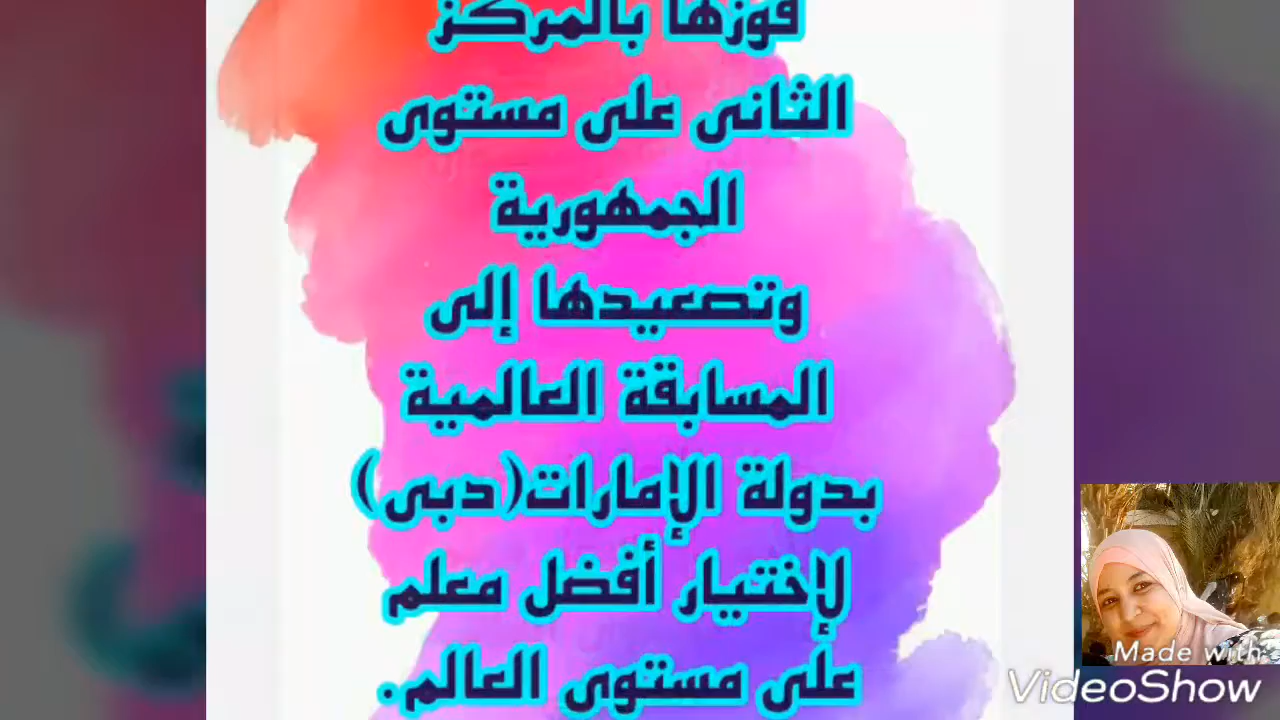 فوزها بالمركز
الثانى على مستوى
الجمهورية
وتصعيدها إلى
المسابقة العالمية
بدولة الإمارات(دبى)
لإختيار أفضل معلم
على مستوى العالم.
Made with
VideoShow